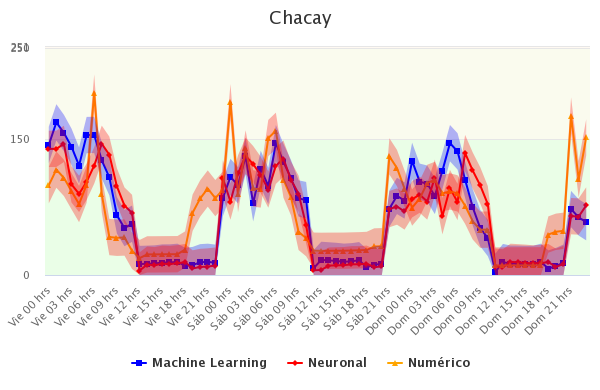 Chacay
250
150
0
Vie 00 hrs
Vie 03 hrs
Vie 06 hrs
Vie 09 hrs
Vie 12 hrs
Vie 15 hrs
Vie 18 hrs
Vie 21 hrs
Sáb 00 hrs
Sáb 03 hrs
Sáb 06 hrs
Sáb 09 hrs
Sáb 12 hrs
Sáb 15 hrs
Sáb 18 hrs
Sáb 21 hrs
Dom 00 hrs
Dom 03 hrs
Dom 06 hrs
Dom 09 hrs
Dom 12 hrs
Dom 15 hrs
Dom 18 hrs
Dom 21 hrs
Machine Learning Neuronal Numérico